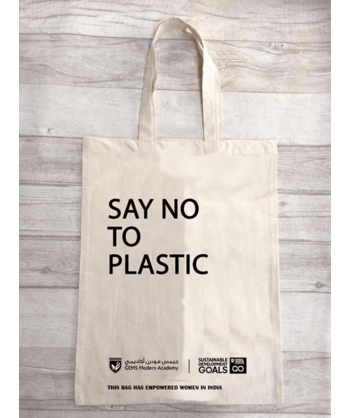 SAY NO
TO
PLASTIC
جيمس مودرن أكاديمي
GEMS Modern Academy
SUSTAINABLE
DEVELOPMENT
GOALS
THIS BAG HAS EMPOWERED WOMEN IN INDIA